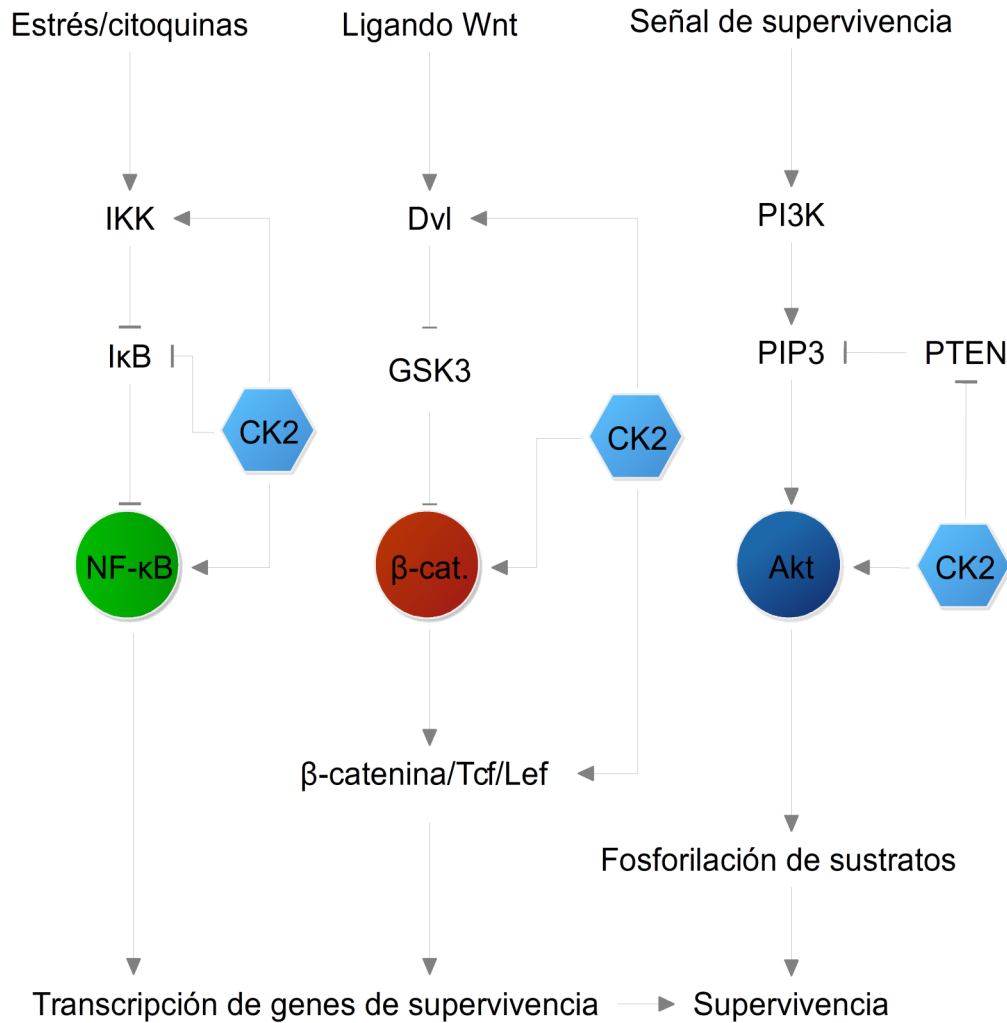 Estrés/citoquinas
Ligando Wnt
Señal de supervivencia
IKK
Dvl
PI3K
IκB
GSK3
PIP3
PTEN
CK2
CK2
NF-κB
β-cat.
Akt
CK2
β-catenina/Tcf/Lef
Fosforilación de sustratos
Transcripción de genes de supervivencia
Supervivencia